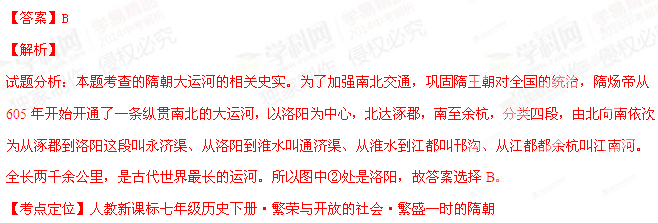 【答案】B
【解析】
试题分析：本题考查的隋朝大运河的相关史实。为了加强南北交通，巩固隋王朝对全国的统治，隋炀帝从
605 年开始开通了一条纵贯南北的大运河，以洛阳为中心，北达涿郡，南至余杭，分类四段，由北向南依次
为从涿郡到洛阳这段叫永济渠、从洛阳到淮水叫通济渠、从淮水到江都叫邗沟、从江都都余杭叫江南河。
全长两千余公里，是古代世界最长的运河。所以图中②处是洛阳，故答案选择 B。
【考点定位】人教新课标七年级历史下册·繁荣与开放的社会·繁盛一时的隋朝